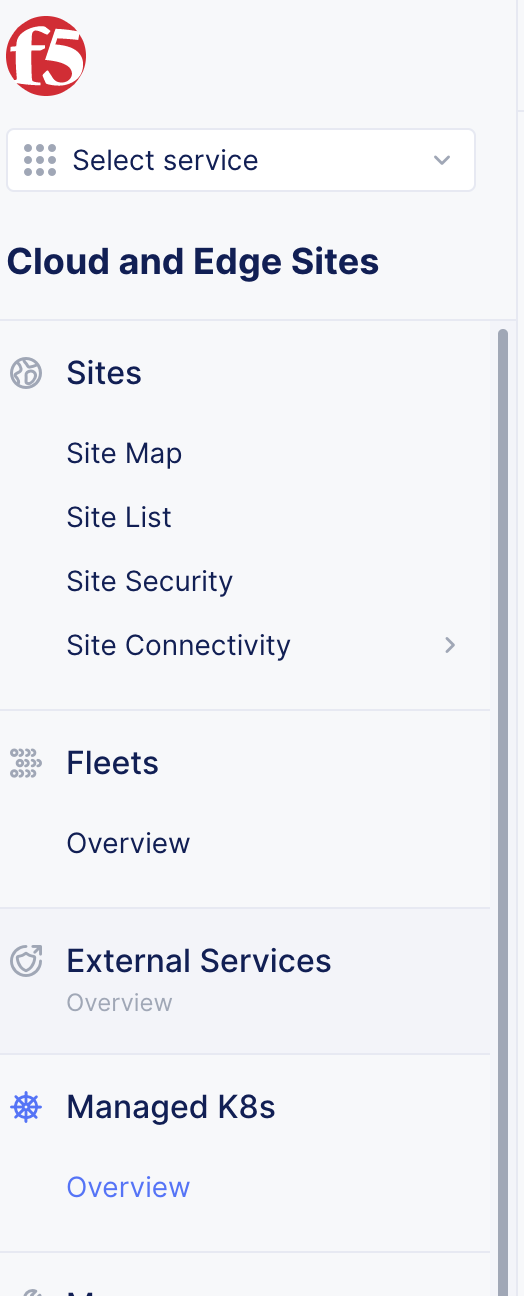 f5
Select service
Cloud and Edge Sites
Sites
Site Map
Site List
Site Security
Site Connectivity
Fleets
Overview
External Services
Overview
Managed K8s
Overview